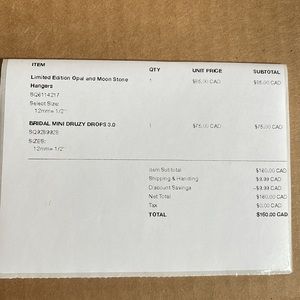 ITEM QTY UNIT PRICE SUBTOTAL
Limited Edition Opal and Moon Stone 1 $85.00 CAD $85.00 CAD
Hangers
SQ6114217
Select Size:
12mm= 1/2"
BRIDAL MINI DRUZY DROPS 3.0 $75.00 CAD $75.00 CAD
SQ9289928
SIZES:
12mm= 1/2"
Item Subtotal $160.00 CAD
Shipping & Handling $9.99 CAD
Discount Savings -$9.99 CAD
Net Total $160.00 CAD
Tax $0.00 CAD
TOTAL $160.00 CAD